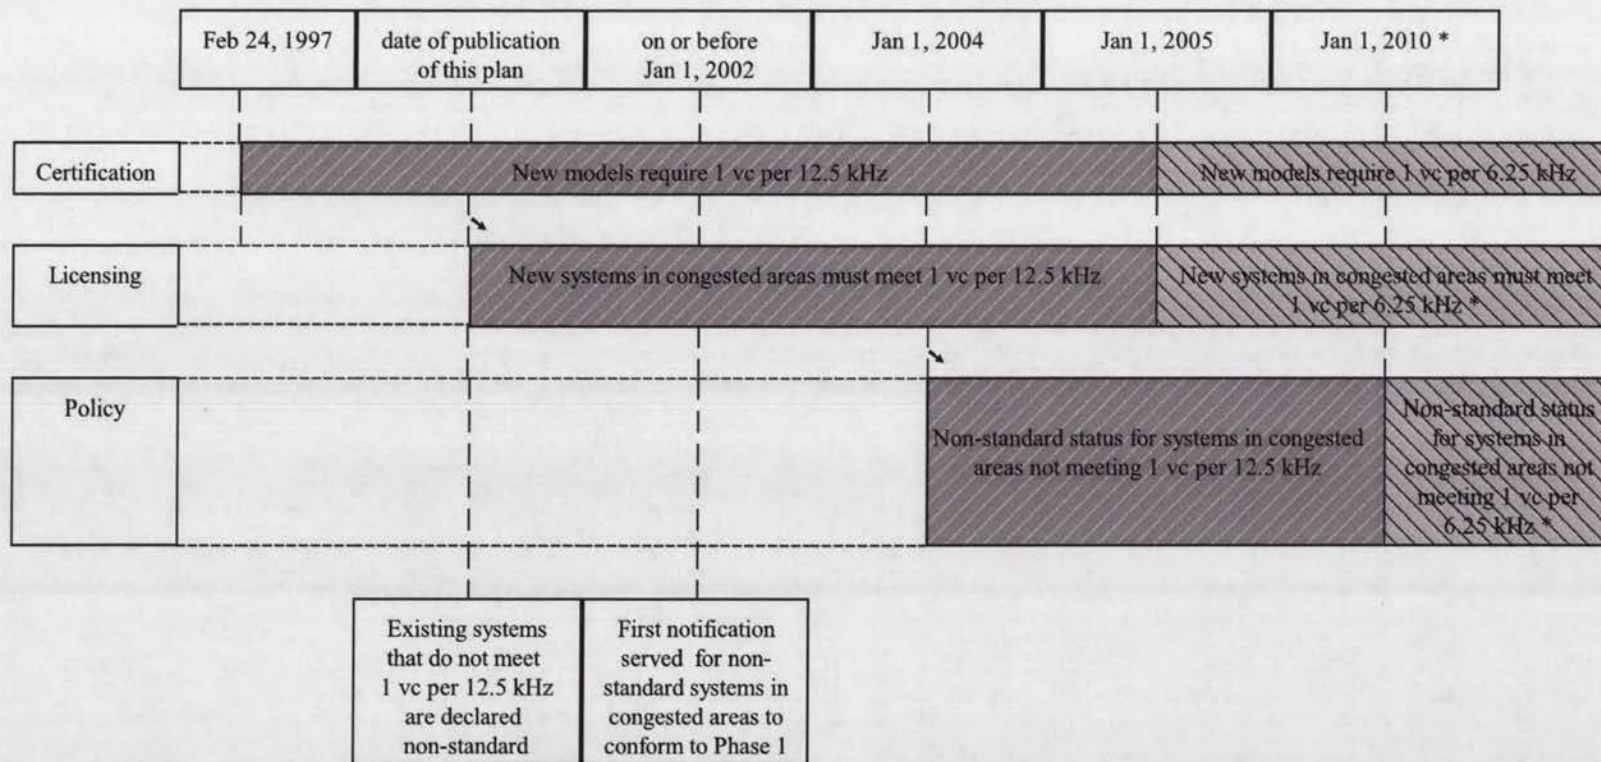 Feb 24, 1997
date of publication
of this plan
on or before
Jan 1, 2002
Jan 1, 2004
Jan 1, 2005
Jan 1, 2010 *
Certification
New models require 1 vc per 12.5 kHz
New models require 1 vc per 6.25 kHz
Licensing
New systems in congested areas must meet 1 vc per 12.5 kHz
New systems in congested areas must meet
1 vc per 6.25 kHz *
Policy
Non-standard status for systems in congested
areas not meeting 1 vc per 12.5 kHz
Non-standard status
for systems in
congested areas not
meeting 1 vc per
6.25 kHz *
Existing systems
that do not meet
1 vc per 12.5 kHz
are declared
non-standard
First notification
served for non-
standard systems in
congested areas to
conform to Phase 1